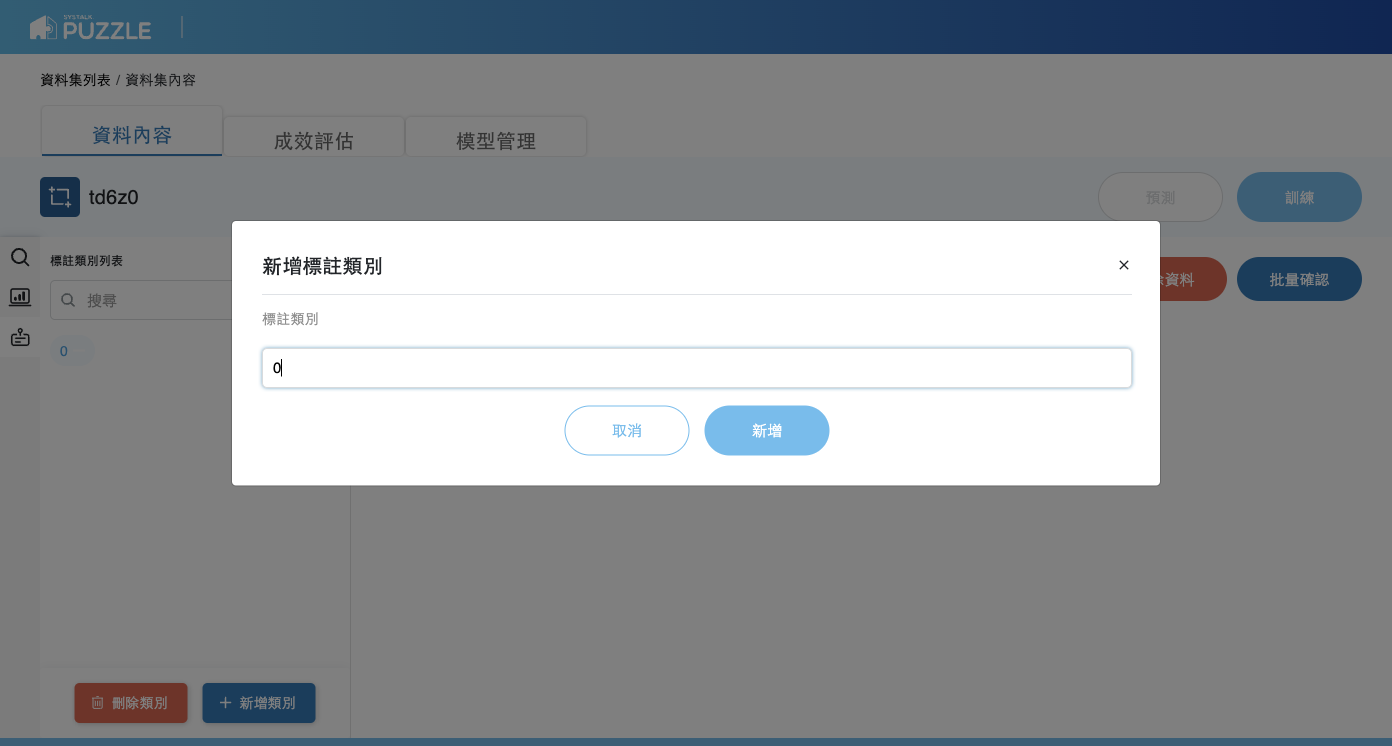 SYSTALK
PUZZLE
資料集列表 / 資料集內容
資料內容
成效評估
模型管理
td6z0
預測
訓練
標註類別列表
搜尋
0
資料
批量確認
新增標註類別
×
標註類別
0
取消
新增
刪除類別
+ 新增類別